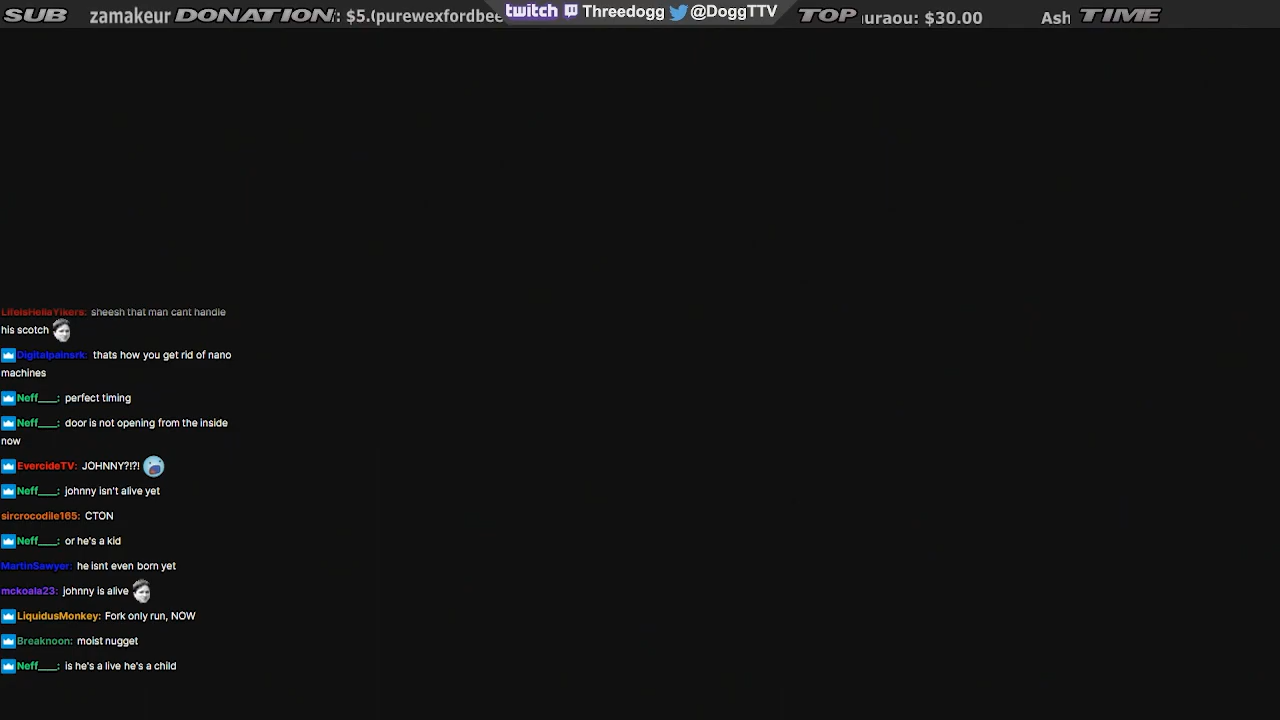 SUB zamakeur DONATION: $5.(purewexfordbee twitch Threedogg @DoggTTV TOP uraou: $30.00 Ash TIME
LifeIsHellaYikers: sheesh that man cant handle
his scotch
Digitalpainsrk: thats how you get rid of nano
machines
Neff___: perfect timing
Neff___: door is not opening from the inside
now
EvercideTV: JOHNNY?!?!
Neff___: johnny isn't alive yet
sircrocodile165: CTON
Neff___: or he's a kid
MartinSawyer: he isnt even born yet
mckoala23: johnny is alive
LiquidusMonkey: Fork only run, NOW
Breaknoon: moist nugget
Neff___: is he's a live he's a child